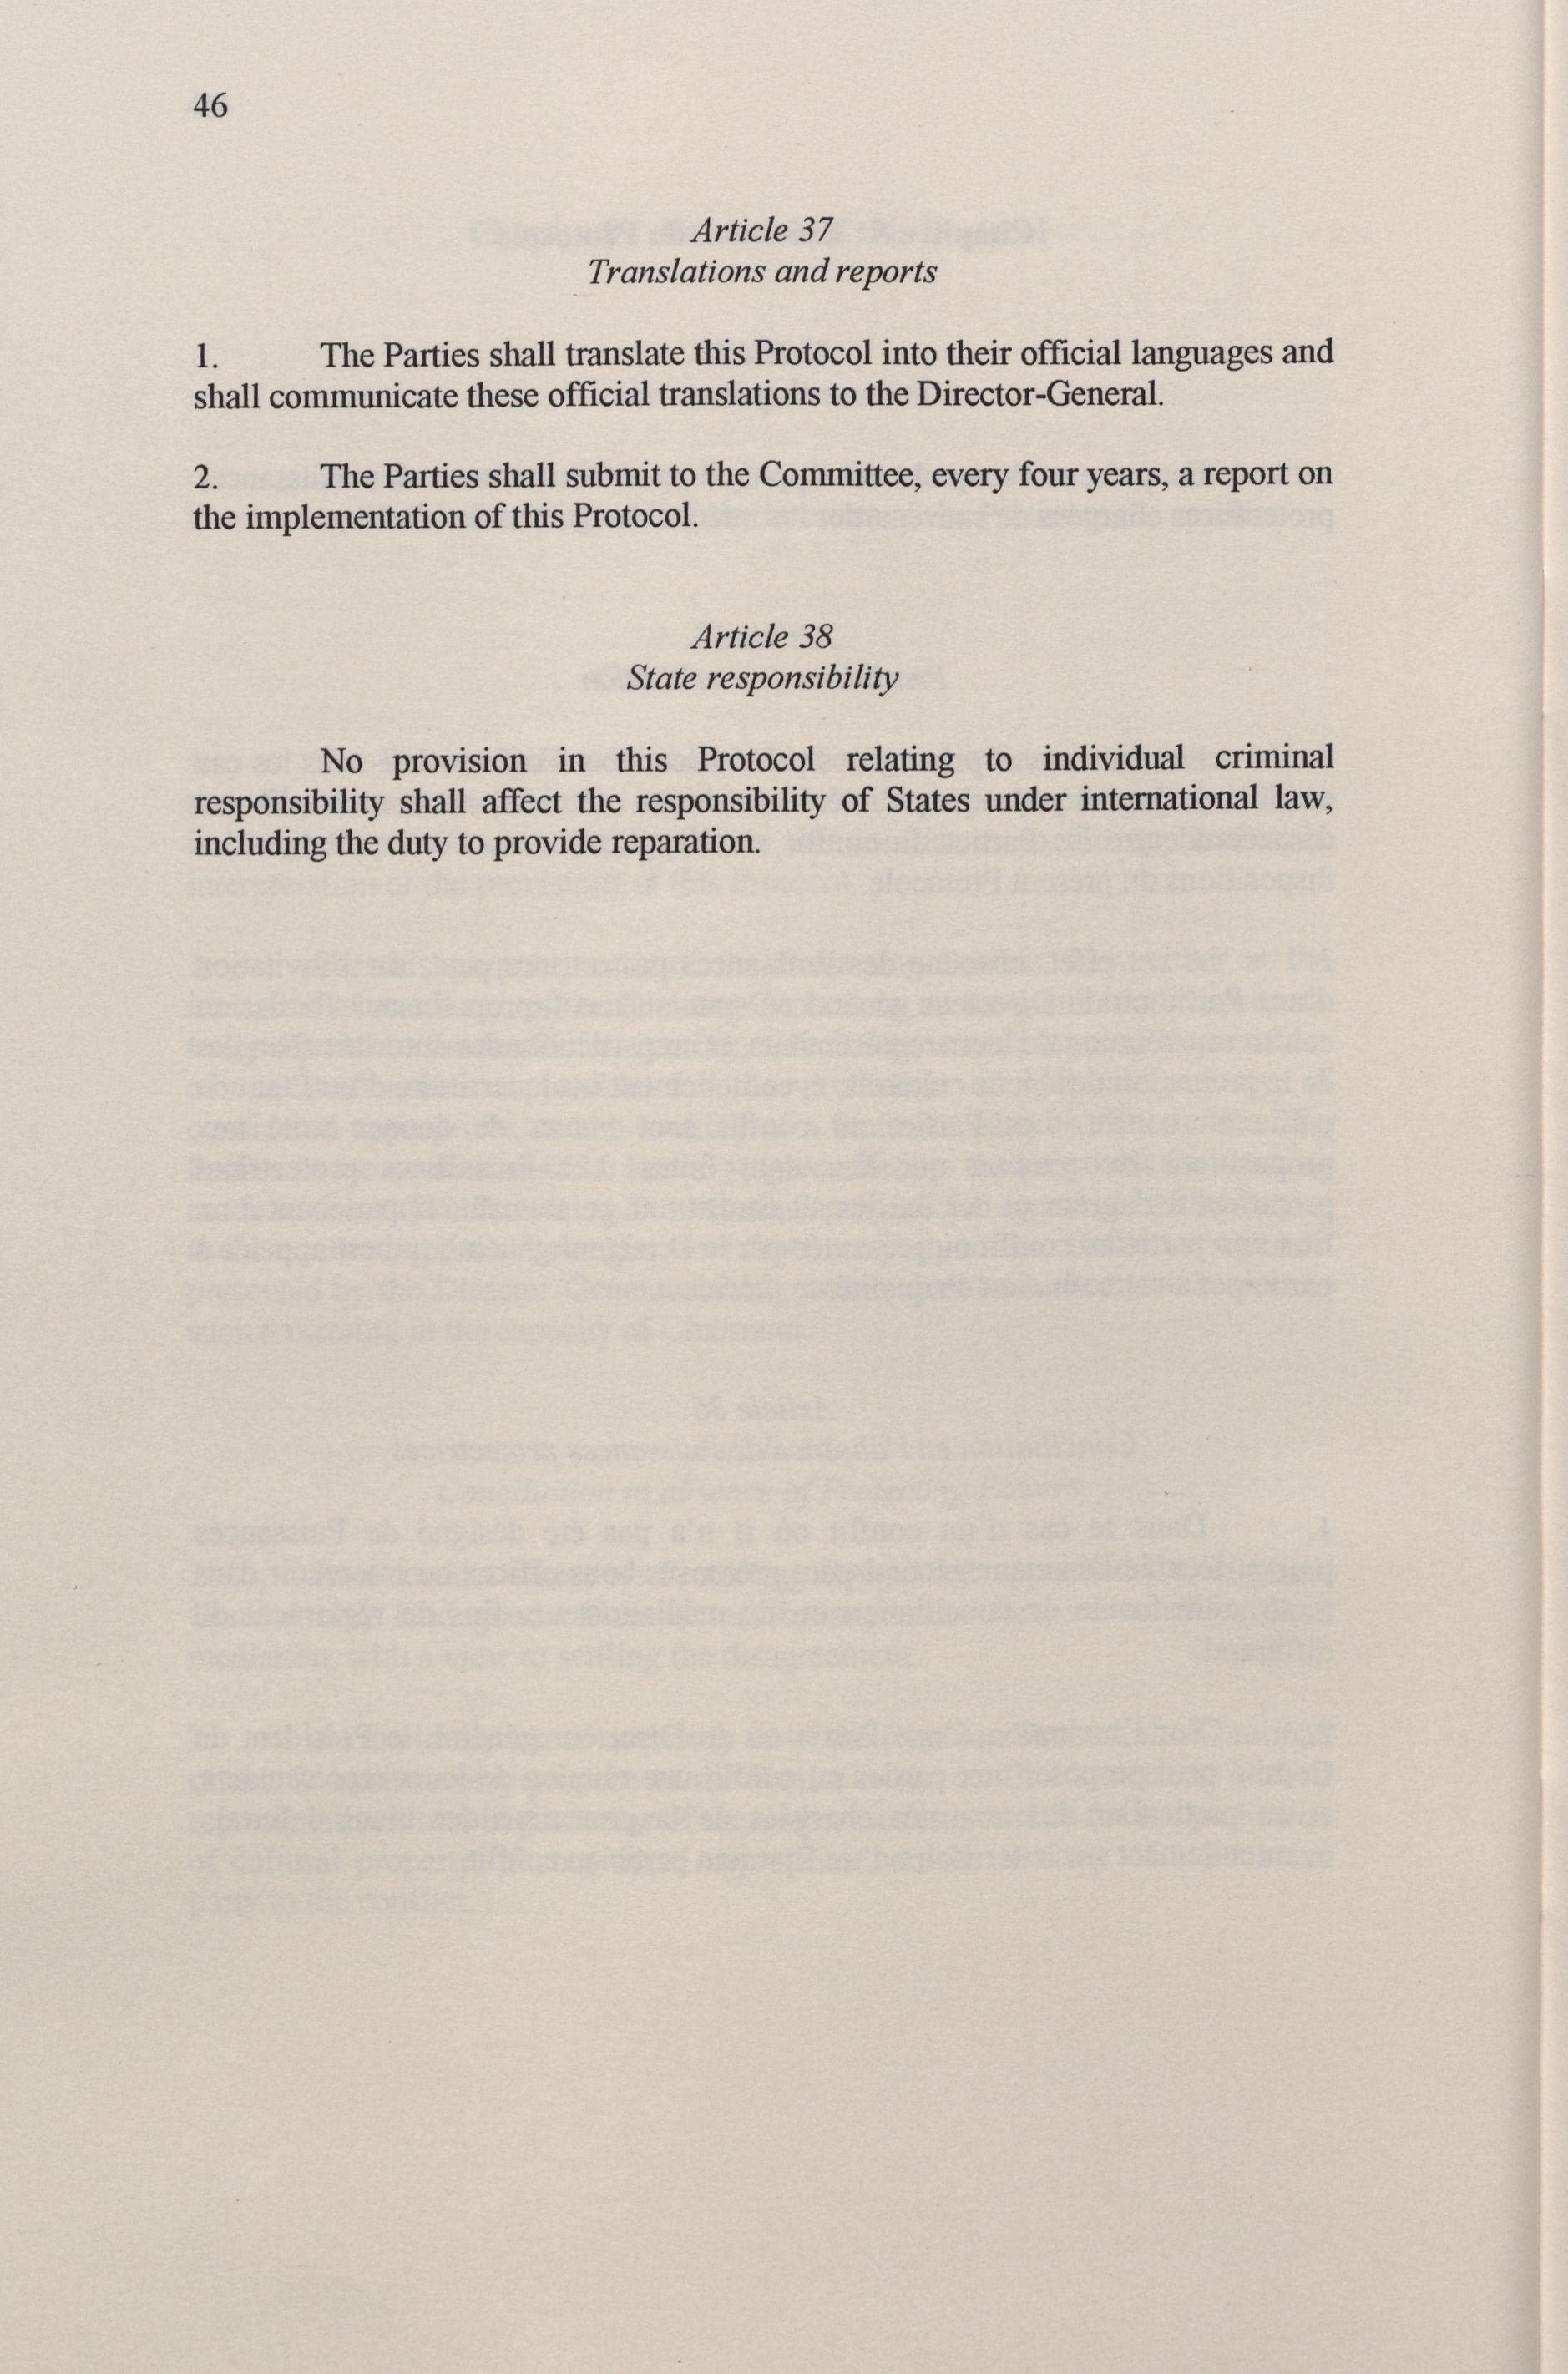 46
Article 37
Translations and reports
1. The Parties shall translate this Protocol into their official languages and
shall communicate these official translations to the Director-General.
2. The Parties shall submit to the Committee, every four years, a report on
the implementation of this Protocol.
Article 38
State responsibility
No provision in this Protocol relating to individual criminal
responsibility shall affect the responsibility of States under international law,
including the duty to provide reparation.